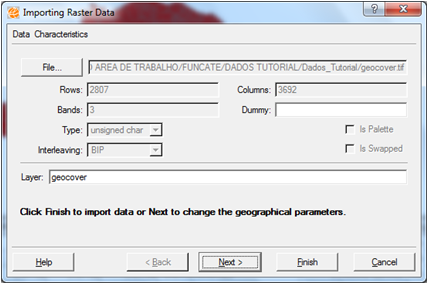 Importing Raster Data
Data Characteristics
File... AREA DE TRABALHO/FUNCATE/DADOS TUTORIAL/Dados_Tutorial/geocover.tif
Rows: 2807 Columns: 3692
Bands: 3 Dummy:
Type: unsigned char Is Palette
Interleaving: BIP Is Swapped
Layer: geocover
Click Finish to import data or Next to change the geographical parameters.
Help < Back Next > Finish Cancel